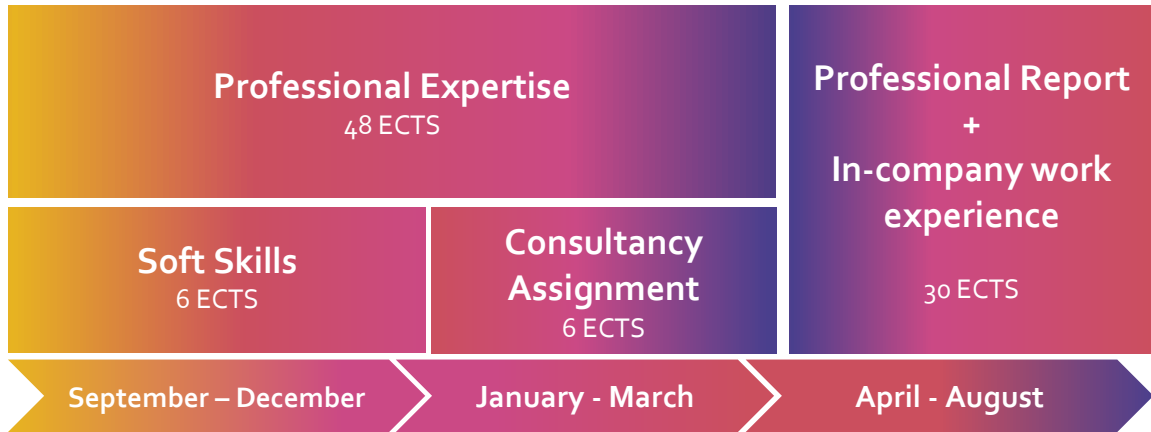 Professional Expertise
48 ECTS
Professional Report
+
In-company work
experience
30 ECTS
Soft Skills
6 ECTS
Consultancy
Assignment
6 ECTS
September – December
January - March
April - August